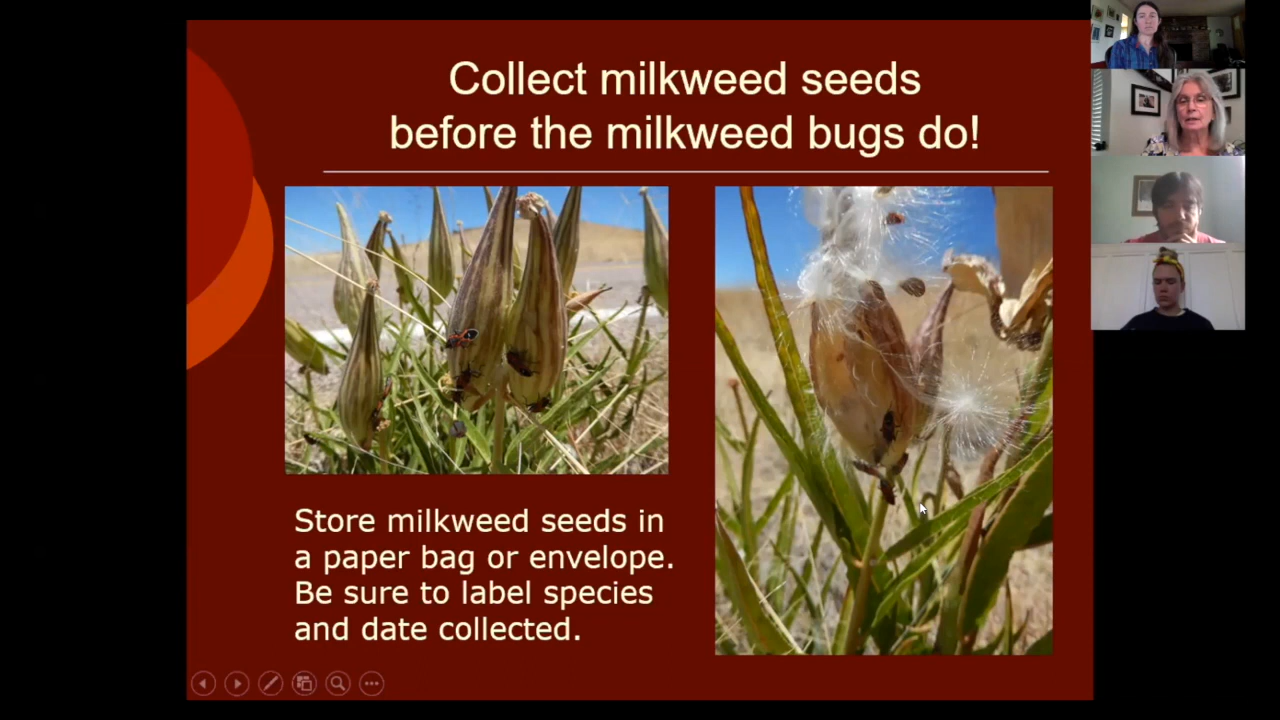 Collect milkweed seeds
before the milkweed bugs do!
Store milkweed seeds in
a paper bag or envelope.
Be sure to label species
and date collected.